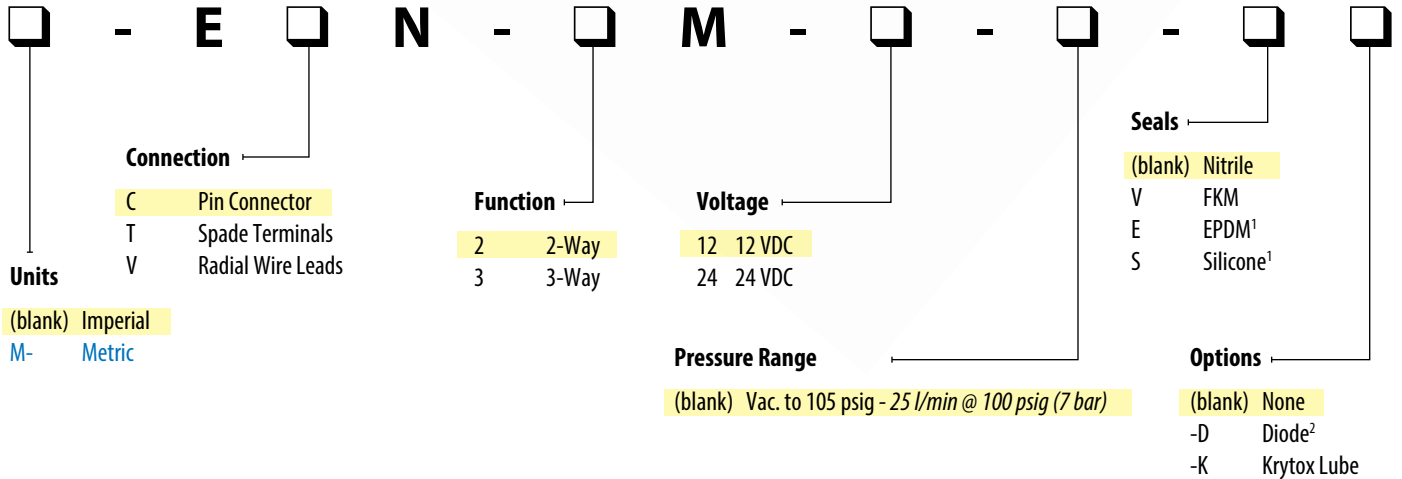 ❑ - E ❑ N - ❑ M - ❑ - ❑ - ❑ ❑
Units
(blank) Imperial
M- Metric
Connection
C Pin Connector
T Spade Terminals
V Radial Wire Leads
Function
2 2-Way
3 3-Way
Voltage
12 12 VDC
24 24 VDC
Pressure Range
(blank) Vac. to 105 psig - 25 l/min @ 100 psig (7 bar)
Seals
(blank) Nitrile
V FKM
E EPDM¹
S Silicone¹
Options
(blank) None
-D Diode²
-K Krytox Lube